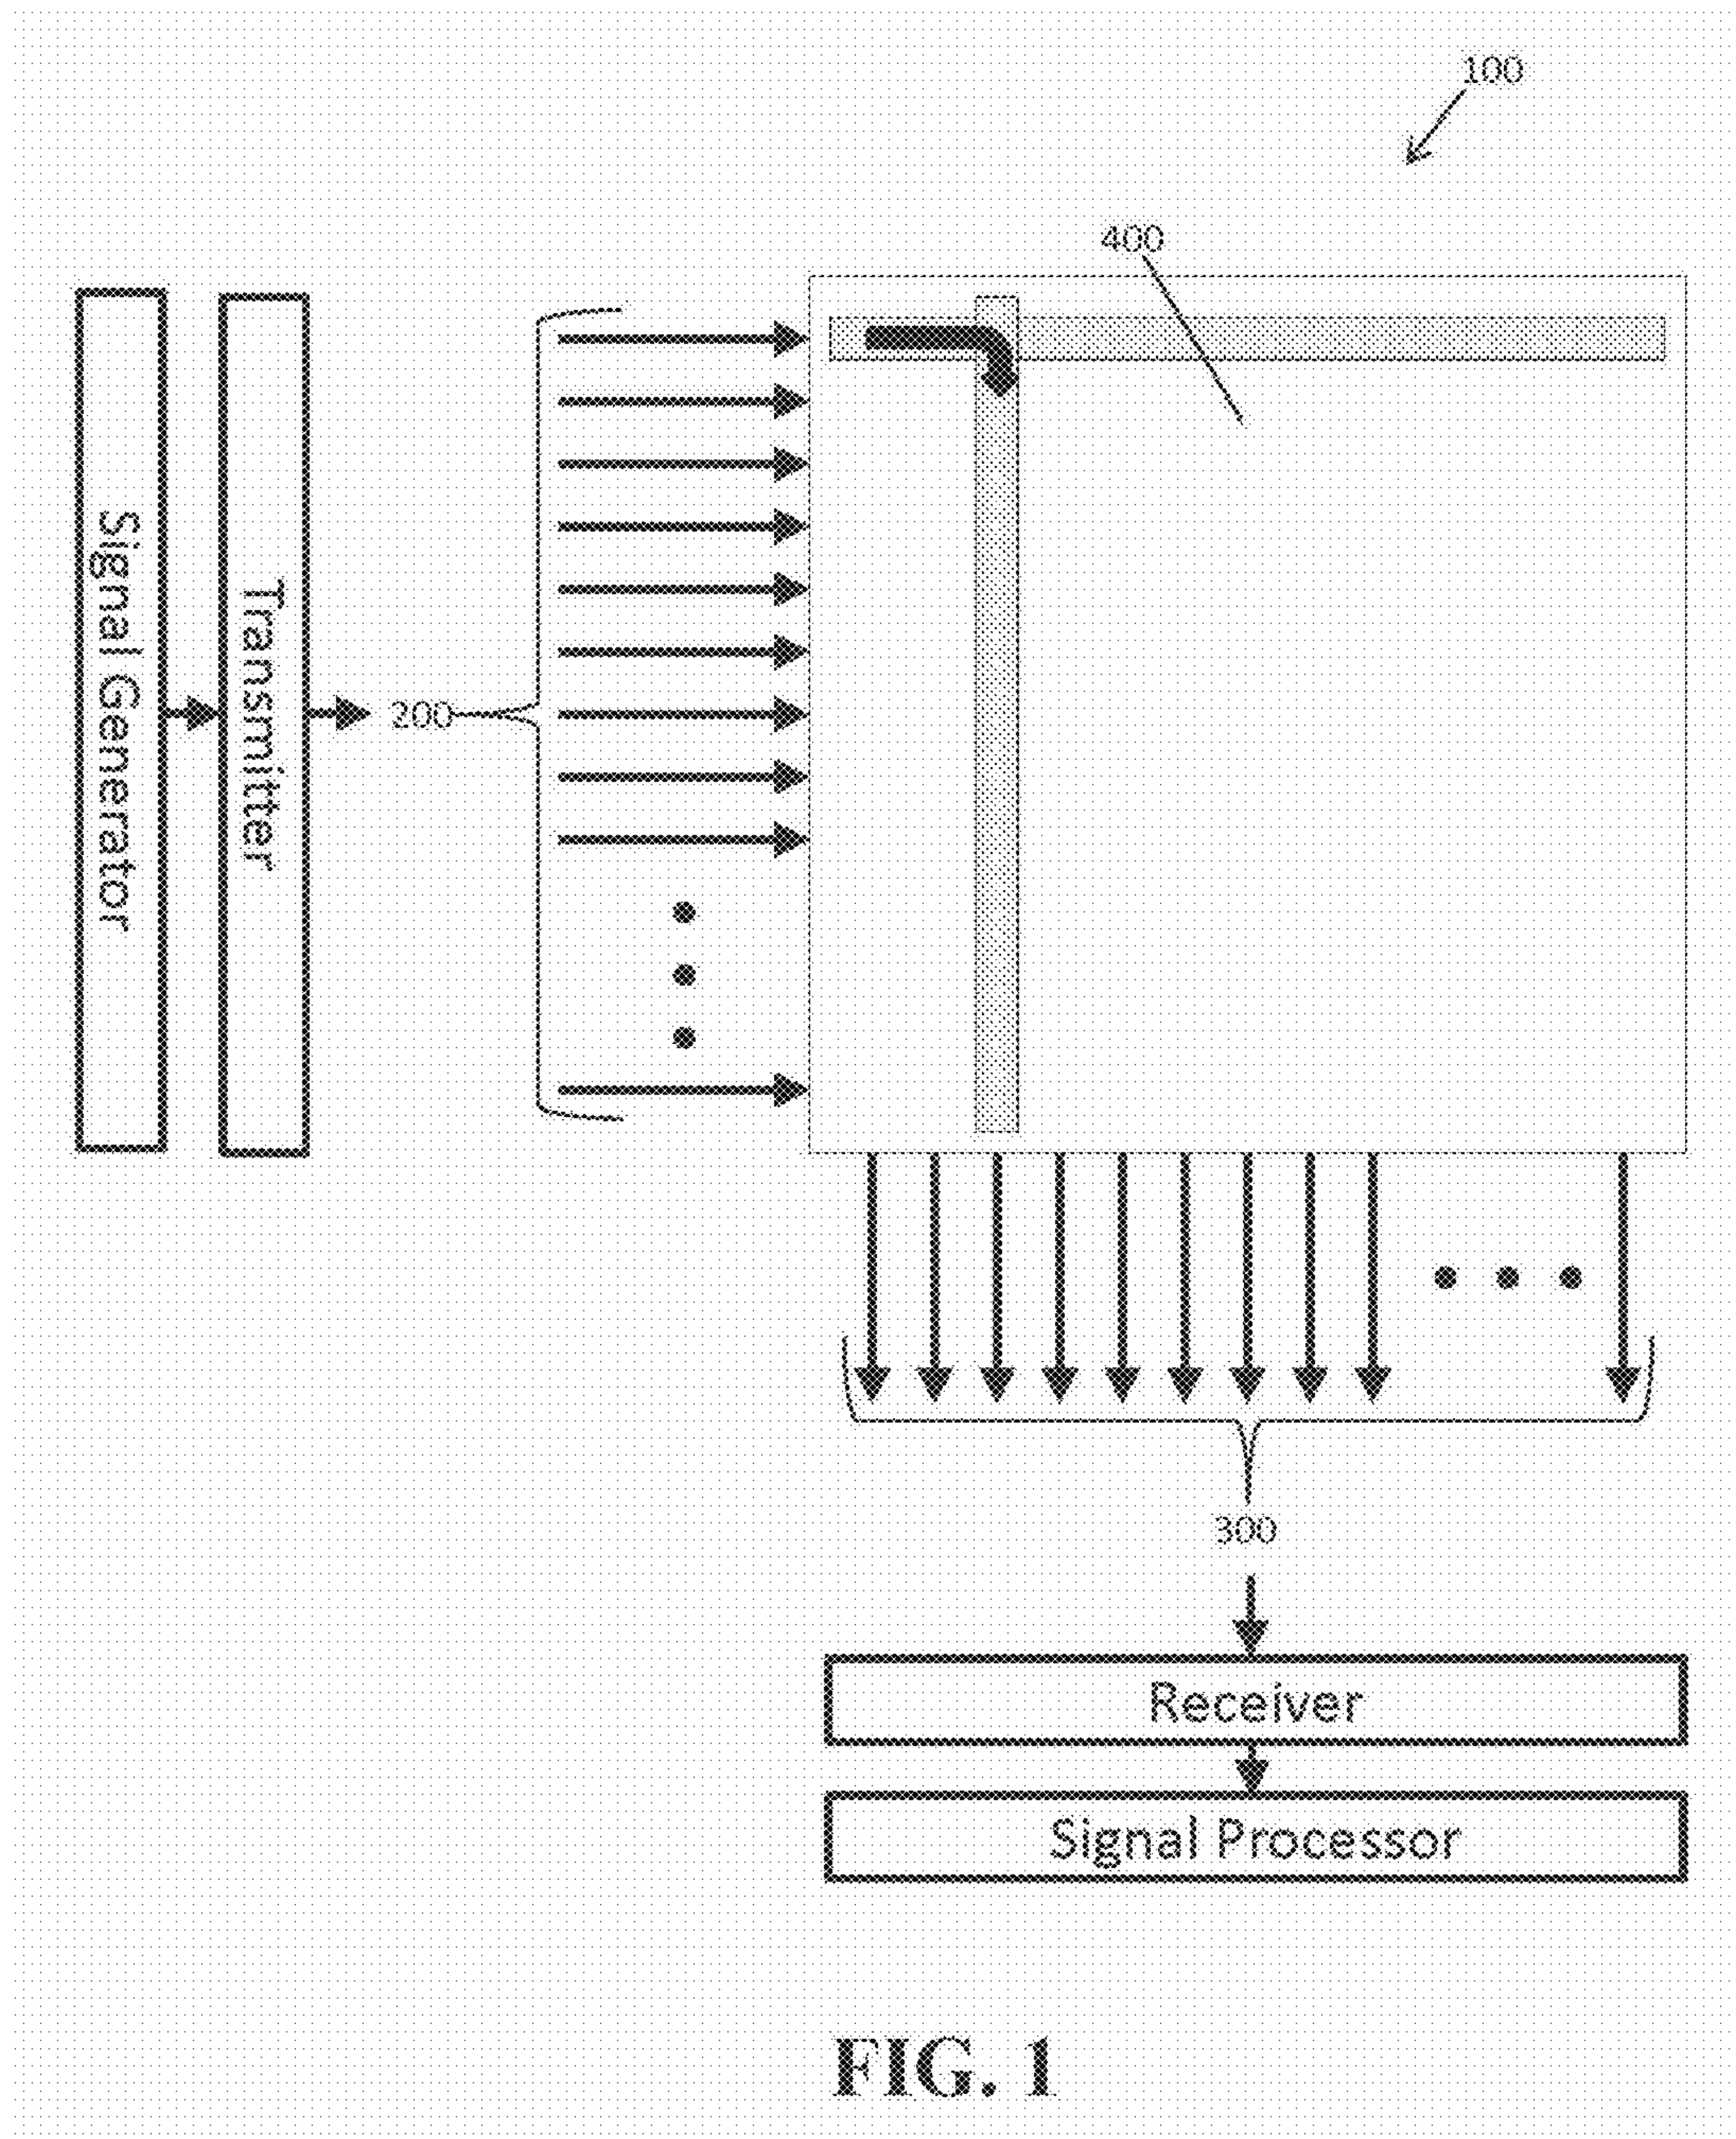 100
400
Signal Generator
Transmitter
200
300
Receiver
Signal Processor
FIG. 1